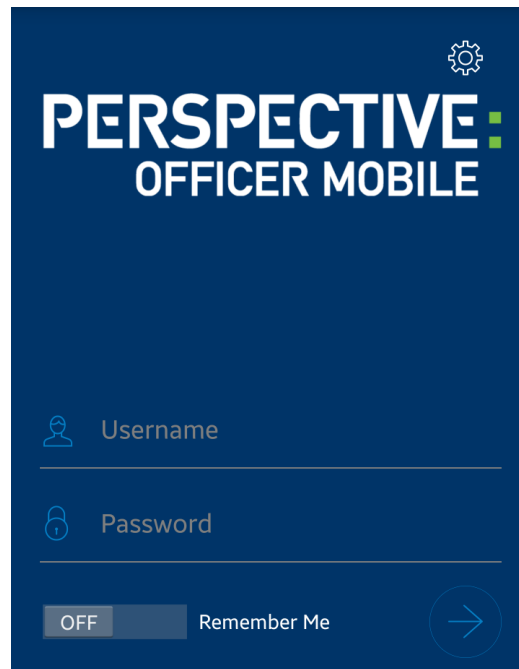 PERSPECTIVE:
OFFICER MOBILE
Username
Password
OFF Remember Me